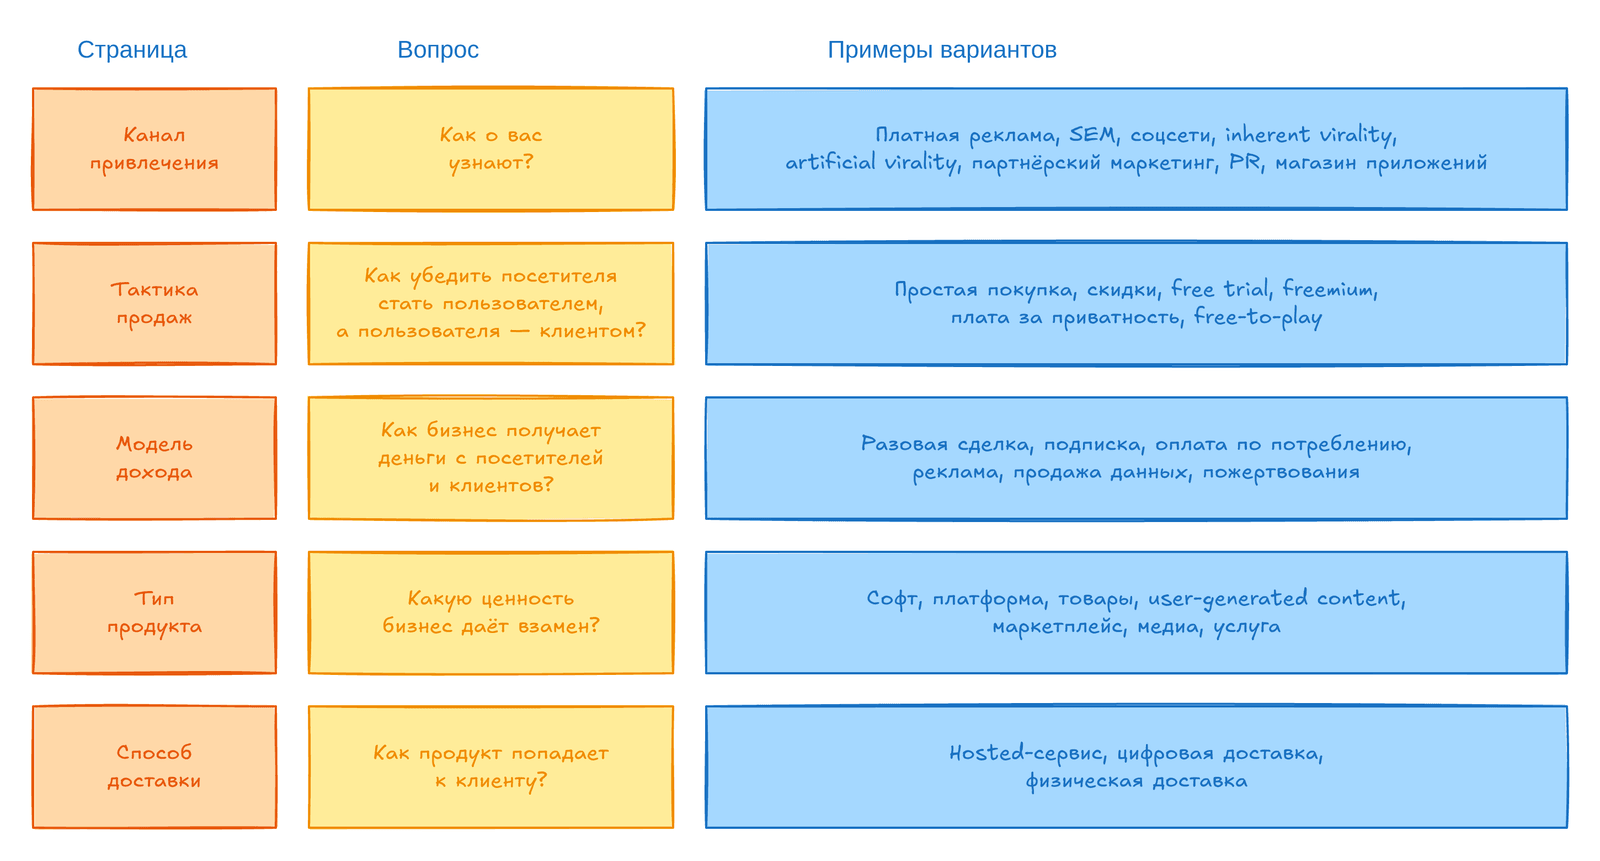 Страница
Вопрос
Примеры вариантов
Канал
привлечения
Как о вас
узнают?
Платная реклама, SEM, соцсети, inherent virality,
artificial virality, партнёрский маркетинг, PR, магазин приложений
Тактика
продаж
Как убедить посетителя
стать пользователем,
а пользователя — клиентом?
Простая покупка, скидки, free trial, freemium,
плата за приватность, free-to-play
Модель
дохода
Как бизнес получает
деньги с посетителей
и клиентов?
Разовая сделка, подписка, оплата по потреблению,
реклама, продажа данных, пожертвования
Тип
продукта
Какую ценность
бизнес даёт взамен?
Софт, платформа, товары, user-generated content,
маркетплейс, медиа, услуга
Способ
доставки
Как продукт попадает
к клиенту?
Hosted-сервис, цифровая доставка,
физическая доставка